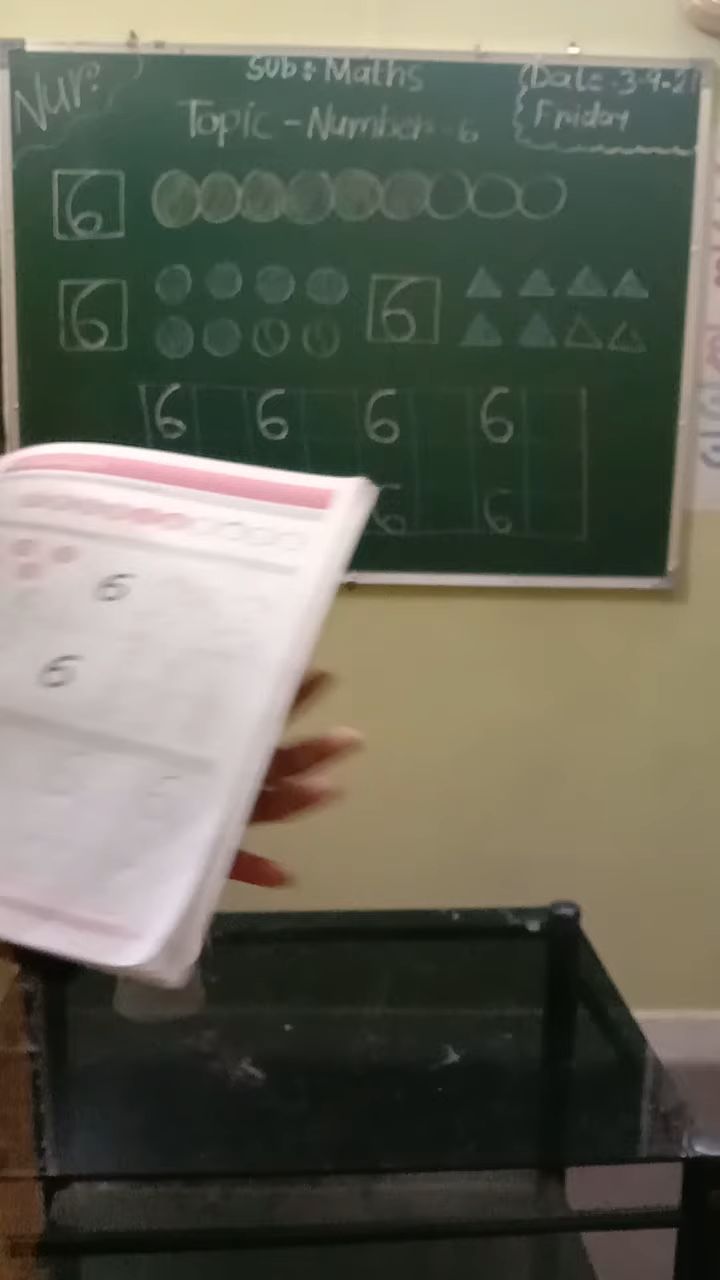 Nur:
Sub: Maths
Date-3-9-21
Friday
Topic - Number - 6
6
6 6
6 6 6 6
6 6
6
6